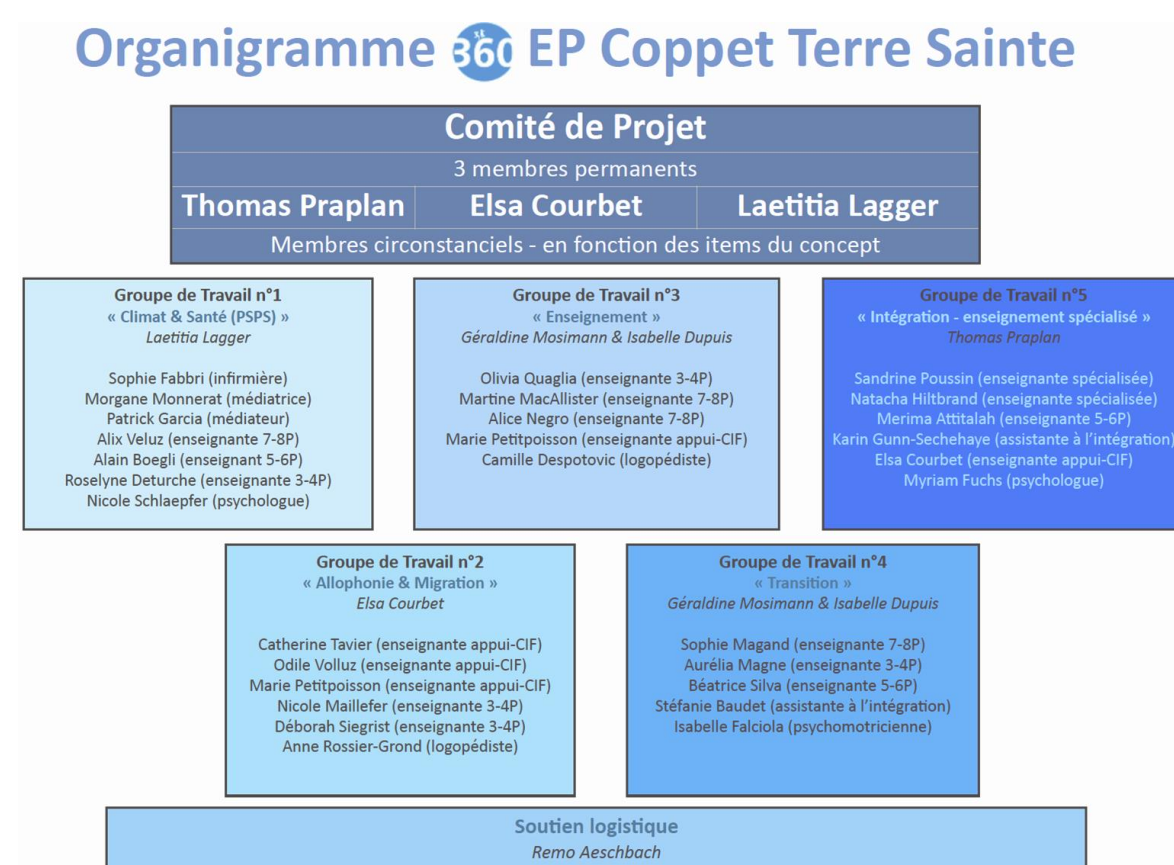 Organigramme 360 EP Coppet Terre Sainte
Comité de Projet
3 membres permanents
Thomas Praplan Elsa Courbet Laetitia Lagger
Membres circonstanciels - en fonction des items du concept
Groupe de Travail n°1
« Climat & Santé (PSPS) »
Laetitia Lagger
Sophie Fabbri (infirmière)
Morgane Monnerat (médiatrice)
Patrick Garcia (médiateur)
Alix Veluz (enseignante 7-8P)
Alain Boegli (enseignant 5-6P)
Roselyne Deturche (enseignante 3-4P)
Nicole Schlaepfer (psychologue)
Groupe de Travail n°3
« Enseignement »
Géraldine Mosimann & Isabelle Dupuis
Olivia Quaglia (enseignante 3-4P)
Martine MacAllister (enseignante 7-8P)
Alice Negro (enseignante 7-8P)
Marie Petitpoisson (enseignante appui-CIF)
Camille Despotovic (logopédiste)
Groupe de Travail n°5
« Intégration - enseignement spécialisé »
Thomas Praplan
Sandrine Poussin (enseignante spécialisée)
Natacha Hiltbrand (enseignante spécialisée)
Merima Attitalah (enseignante 5-6P)
Karin Gunn-Sechehaye (assistante à l'intégration)
Elsa Courbet (enseignante appui-CIF)
Myriam Fuchs (psychologue)
Groupe de Travail n°2
« Allophonie & Migration »
Elsa Courbet
Catherine Tavier (enseignante appui-CIF)
Odile Volluz (enseignante appui-CIF)
Marie Petitpoisson (enseignante appui-CIF)
Nicole Maillefer (enseignante 3-4P)
Déborah Siegrist (enseignante 3-4P)
Anne Rossier-Grond (logopédiste)
Groupe de Travail n°4
« Transition »
Géraldine Mosimann & Isabelle Dupuis
Sophie Magand (enseignante 7-8P)
Aurélia Magne (enseignante 3-4P)
Béatrice Silva (enseignante 5-6P)
Stéfanie Baudet (assistante à l'intégration)
Isabelle Falciola (psychomotricienne)
Soutien logistique
Remo Aeschbach